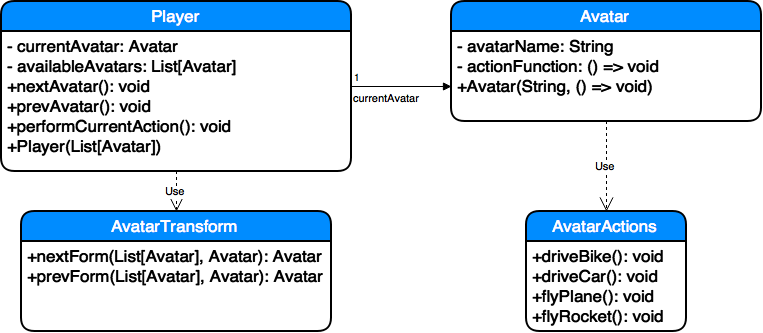 Player
- currentAvatar: Avatar
- availableAvatars: List[Avatar]
+nextAvatar(): void
+prevAvatar(): void
+performCurrentAction(): void
+Player(List[Avatar])
1
currentAvatar
Avatar
- avatarName: String
- actionFunction: () => void
+Avatar(String, () => void)
Use
Use
AvatarTransform
+nextForm(List[Avatar], Avatar): Avatar
+prevForm(List[Avatar], Avatar): Avatar
AvatarActions
+driveBike(): void
+driveCar(): void
+flyPlane(): void
+flyRocket(): void